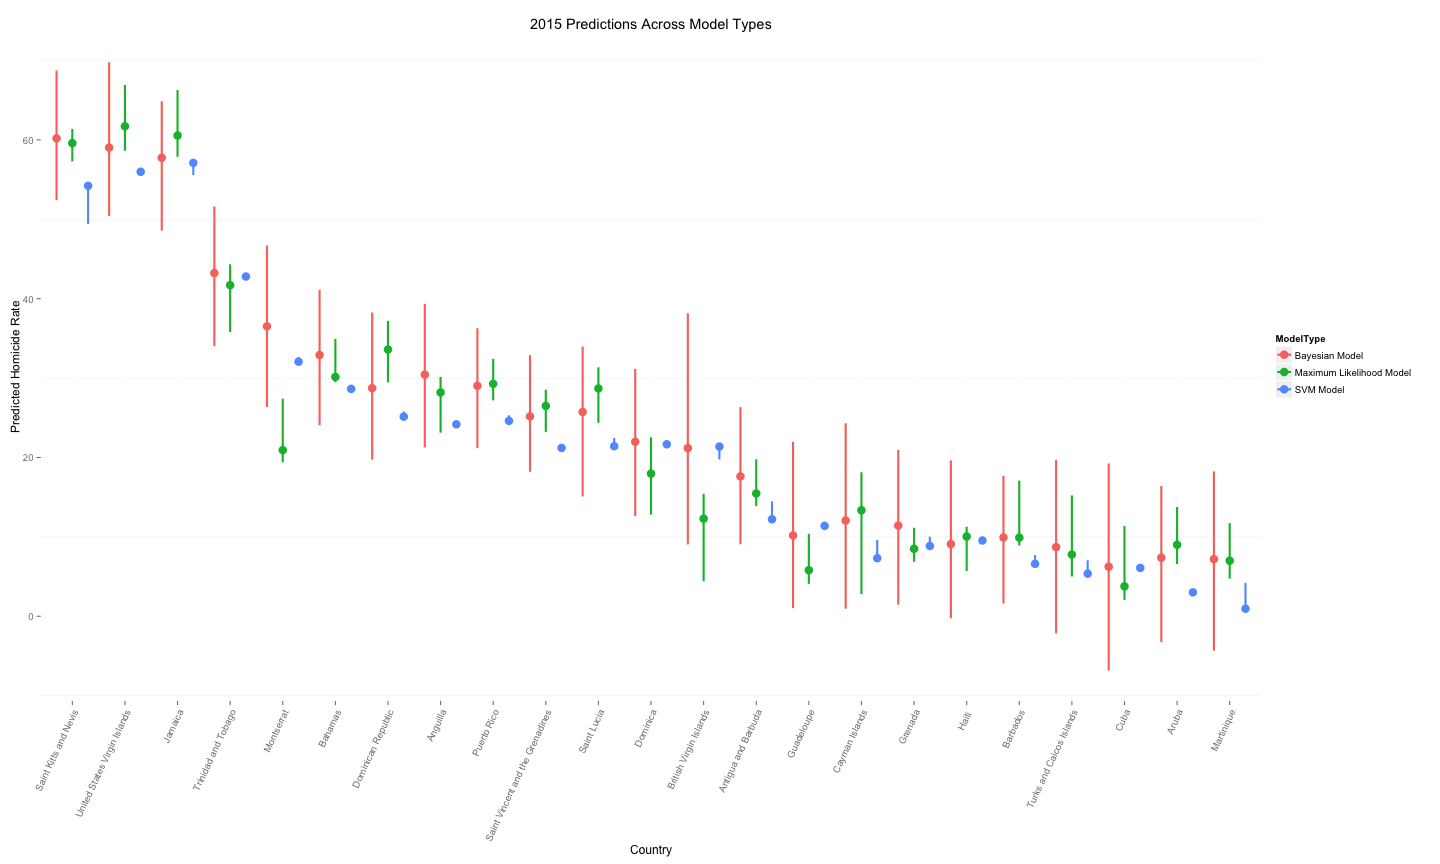 2015 Predictions Across Model Types
Predicted Homicide Rate
60
40
20
0
Saint Kitts and Nevis
United States Virgin Islands
Jamaica
Trinidad and Tobago
Montserrat
Bahamas
Dominican Republic
Anguilla
Puerto Rico
Saint Vincent and the Grenadines
Saint Lucia
Dominica
British Virgin Islands
Antigua and Barbuda
Guadeloupe
Cayman Islands
Grenada
Haiti
Barbados
Turks and Caicos Islands
Cuba
Aruba
Martinique
Country
ModelType
Bayesian Model
Maximum Likelihood Model
SVM Model